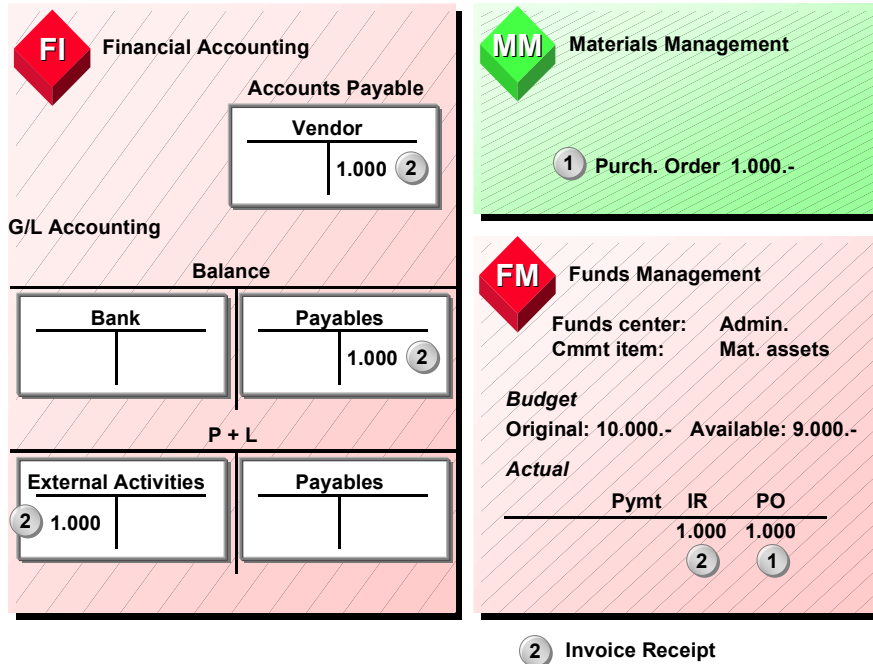 FI
Financial Accounting
Accounts Payable
Vendor
1.000 2
G/L Accounting
Balance
Bank
Payables
1.000 2
P + L
External Activities
2 1.000
Payables
MM
Materials Management
1 Purch. Order 1.000.-
FM
Funds Management
Funds center: Admin.
Cmmt item: Mat. assets
Budget
Original: 10.000.- Available: 9.000.-
Actual
Pymt IR PO
1.000 1.000
2 1
2 Invoice Receipt